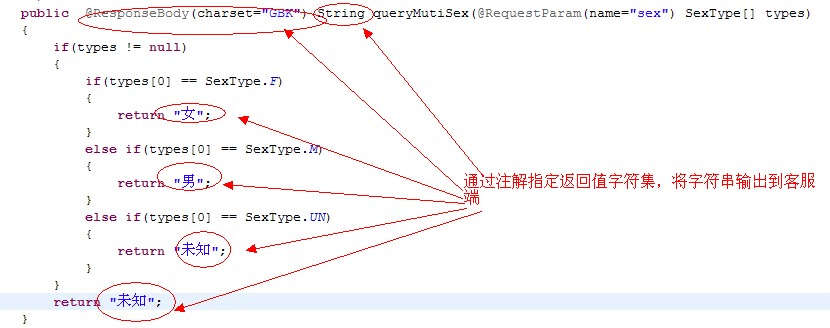 public @ResponseBody(charset="GBK") String queryMutiSex(@RequestParam(name="sex") SexType[] types)
{
if(types != null)
{
if(types[0] == SexType.F)
{
return "女";
}
else if(types[0] == SexType.M)
{
return "男";
}
else if(types[0] == SexType.UN)
{
return "未知";
}
}
return "未知";
}
通过注解指定返回值字符集，将字符串输出到客服
端